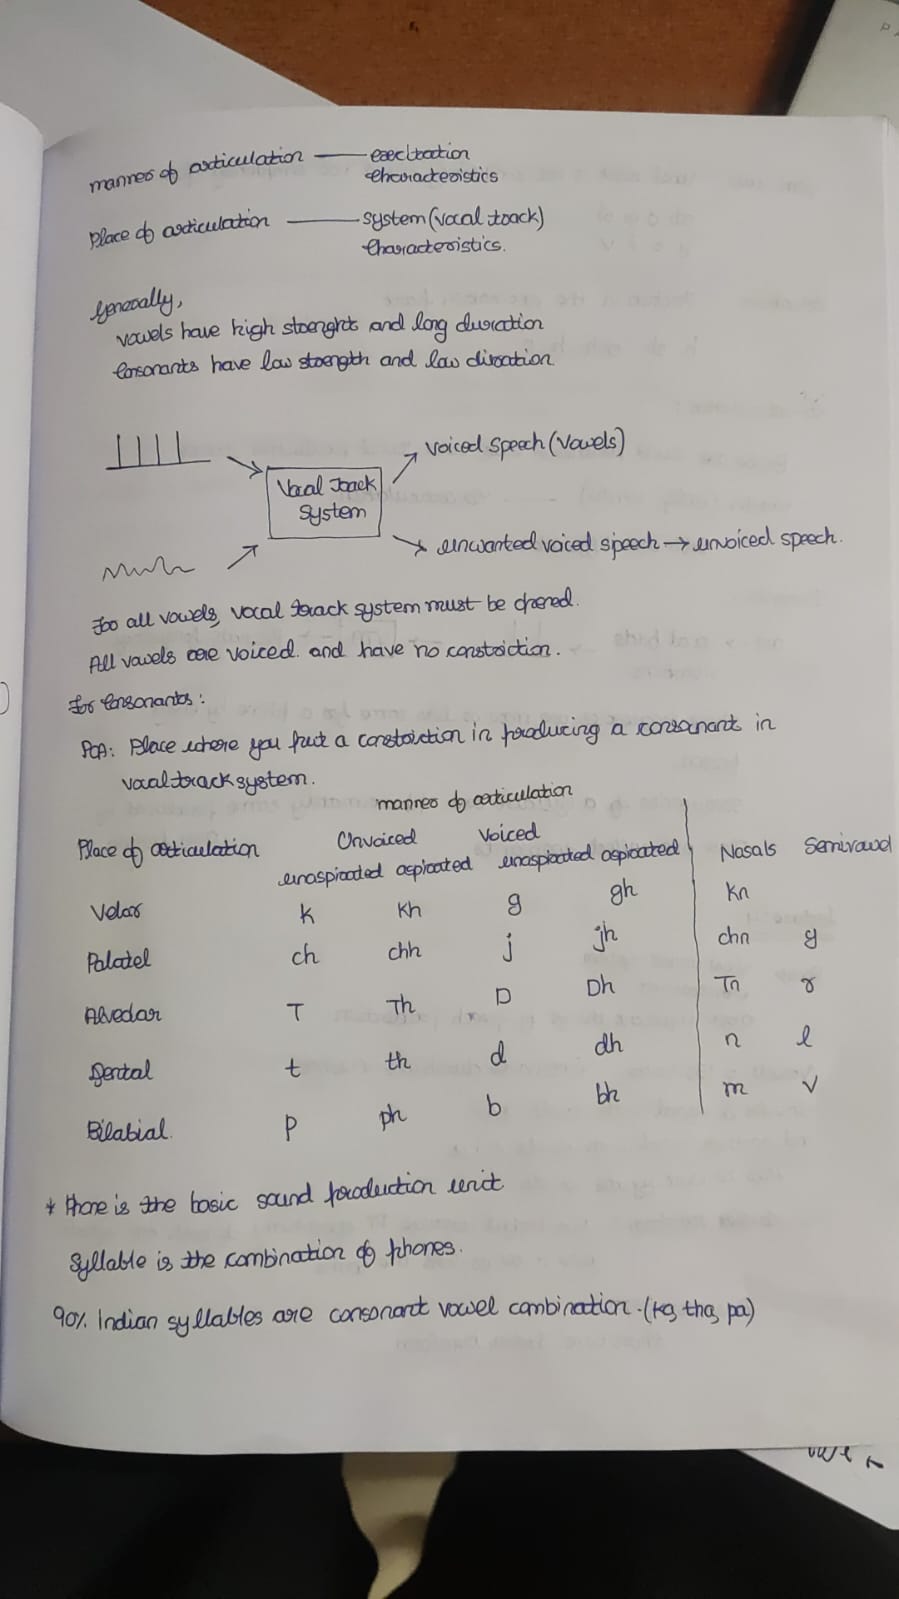 manner of articulation — excitation
characteristics
place of articulation — system (vocal track)
characteristics.
Generally,
vowels have high strenght and long duration
consonants have low strength and low duration
Voiced speech (Vowels)
Vocal Track
System
unwanted voiced speech → unvoiced speech.
For all vowels, vocal track system must be opened.
All vowels are voiced. and have no constriction.
For consonants:
POA: Place where you put a constriction in producing a consonant in
vocal track system.
manner of articulation
Place of articulation Unvoiced Voiced
unaspirated aspirated unaspirated aspirated Nasals Semivowel
Velar k kh g gh kn
Palatel ch chh j jh chn y
Alveolar T Th D Dh Tn r
Dental t th d dh n l
Bilabial. p ph b bh m v
* Phone is the basic sound production unit
Syllable is the combination of phones.
90% Indian syllables are consonant vowel combination. (ka, tha, pa)